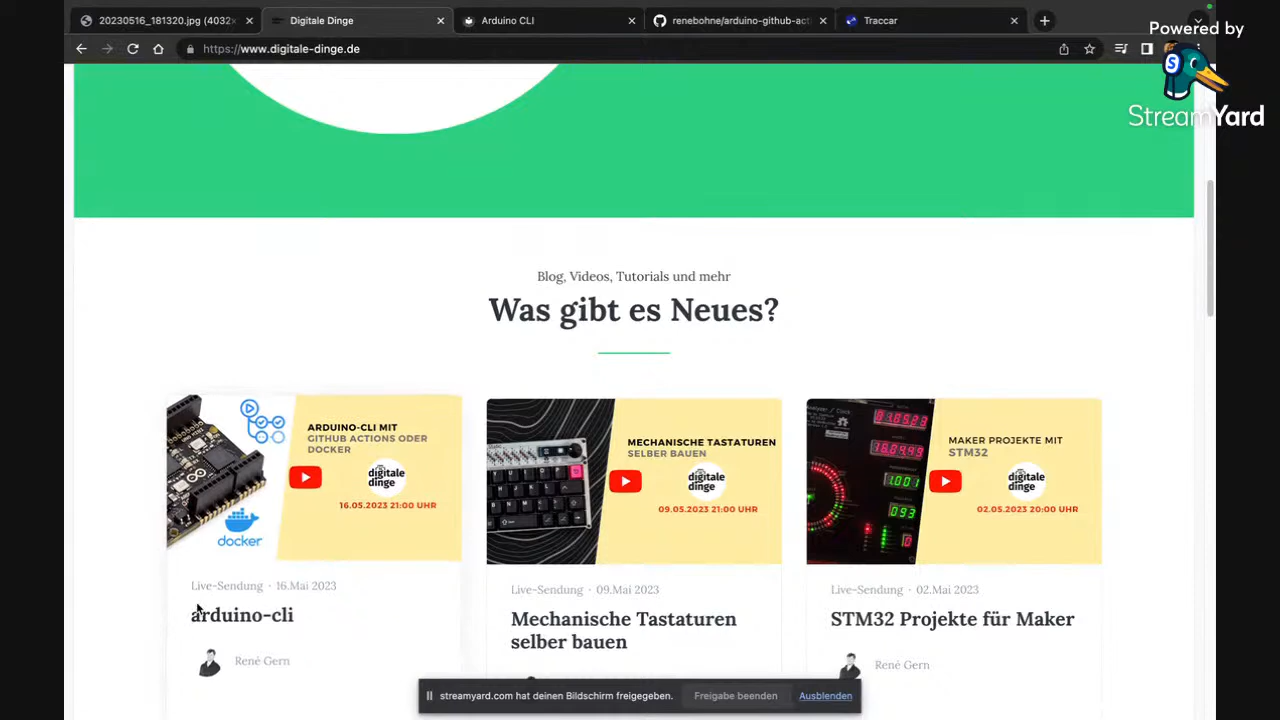 20230516_181320.jpg (4032×
Digitale Dinge
Arduino CLI
renebohne/arduino-github-act
Traccar
https://www.digitale-dinge.de
Powered by
StreamYard
Blog, Videos, Tutorials und mehr
Was gibt es Neues?
ARDUINO-CLI MIT
GITHUB ACTIONS ODER
DOCKER
digitale
dinge
16.05.2023 21:00 UHR
docker
Live-Sendung · 16.Mai 2023
arduino-cli
René Gern
MECHANISCHE TASTATUREN
SELBER BAUEN
digitale
dinge
09.05.2023 21:00 UHR
Live-Sendung · 09.Mai 2023
Mechanische Tastaturen
selber bauen
MAKER PROJEKTE MIT
STM32
digitale
dinge
02.05.2023 20:00 UHR
Live-Sendung · 02.Mai 2023
STM32 Projekte für Maker
René Gern
streamyard.com hat deinen Bildschirm freigegeben.
Freigabe beenden
Ausblenden